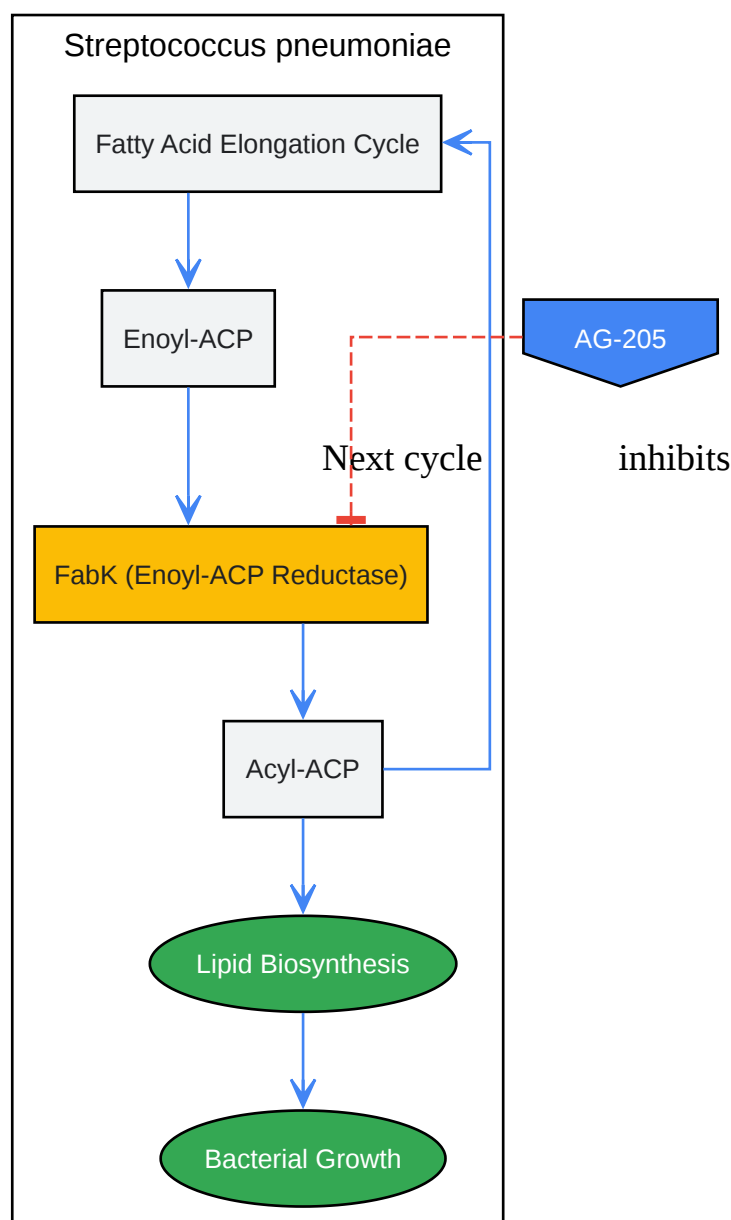 Streptococcus pneumoniae
Fatty Acid Elongation Cycle
Enoyl-ACP
AG-205
Next cycle
inhibits
FabK (Enoyl-ACP Reductase)
Acyl-ACP
Lipid Biosynthesis
Bacterial Growth